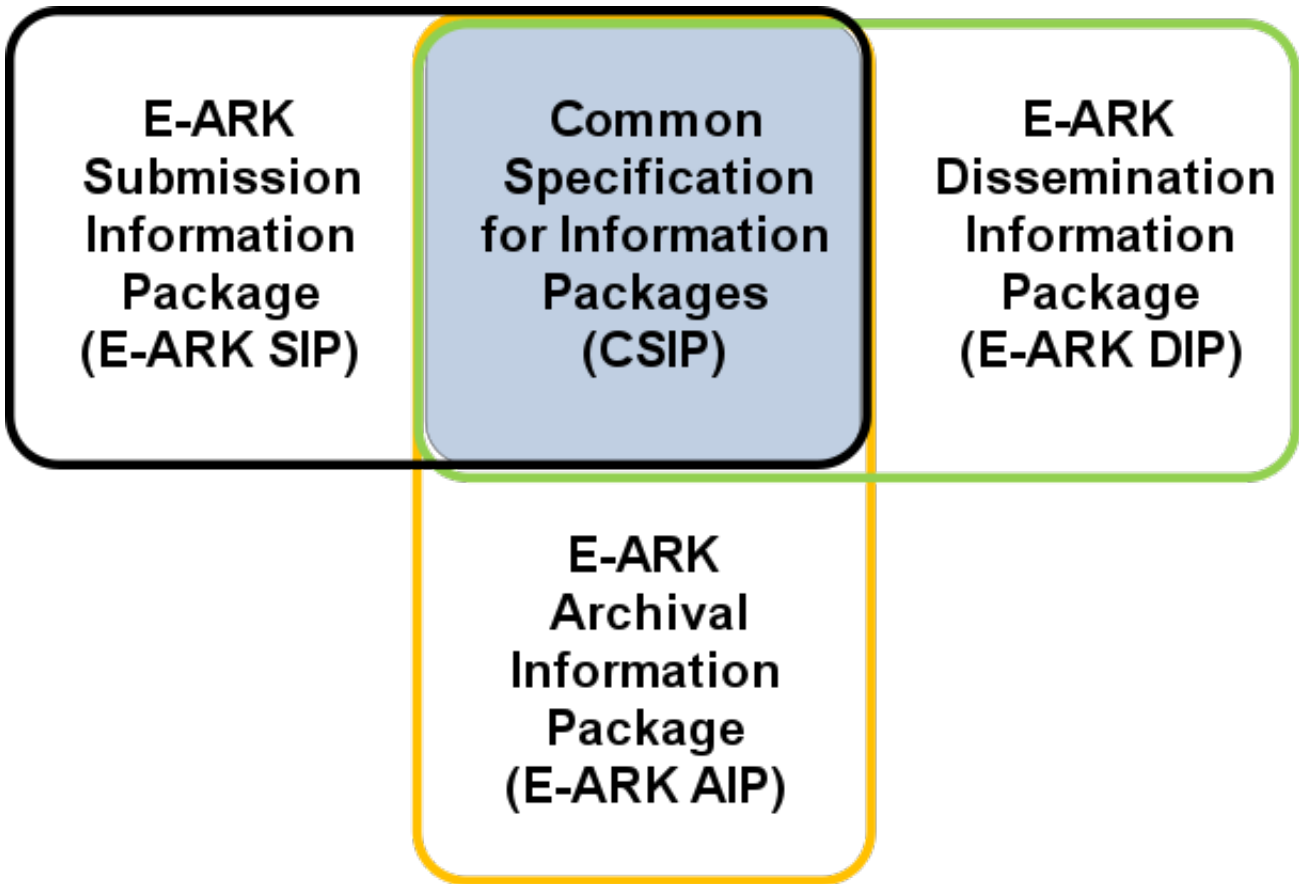 E-ARK
Submission
Information
Package
(E-ARK SIP)
Common
Specification
for Information
Packages
(CSIP)
E-ARK
Dissemination
Information
Package
(E-ARK DIP)
E-ARK
Archival
Information
Package
(E-ARK AIP)